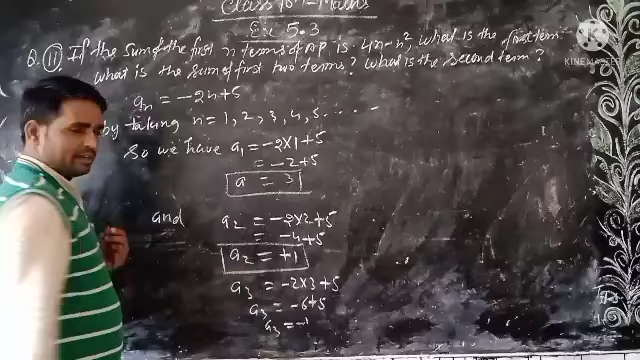 Class 10th Maths
Ex 5.3
Q. 11 If the sum of the first n terms of AP is 4n-n², what is the first term
what is the sum of first two terms? What is the second term?
KINEMASTER
an = -2n+5
by taking n = 1, 2, 3, 4, 5.....
So we have a1 = -2×1+5
= -2+5
a = 3
and a2 = -2×2+5
= -4+5
a2 = +1
a3 = -2×3+5
a3 = -6+5
a3 = -1